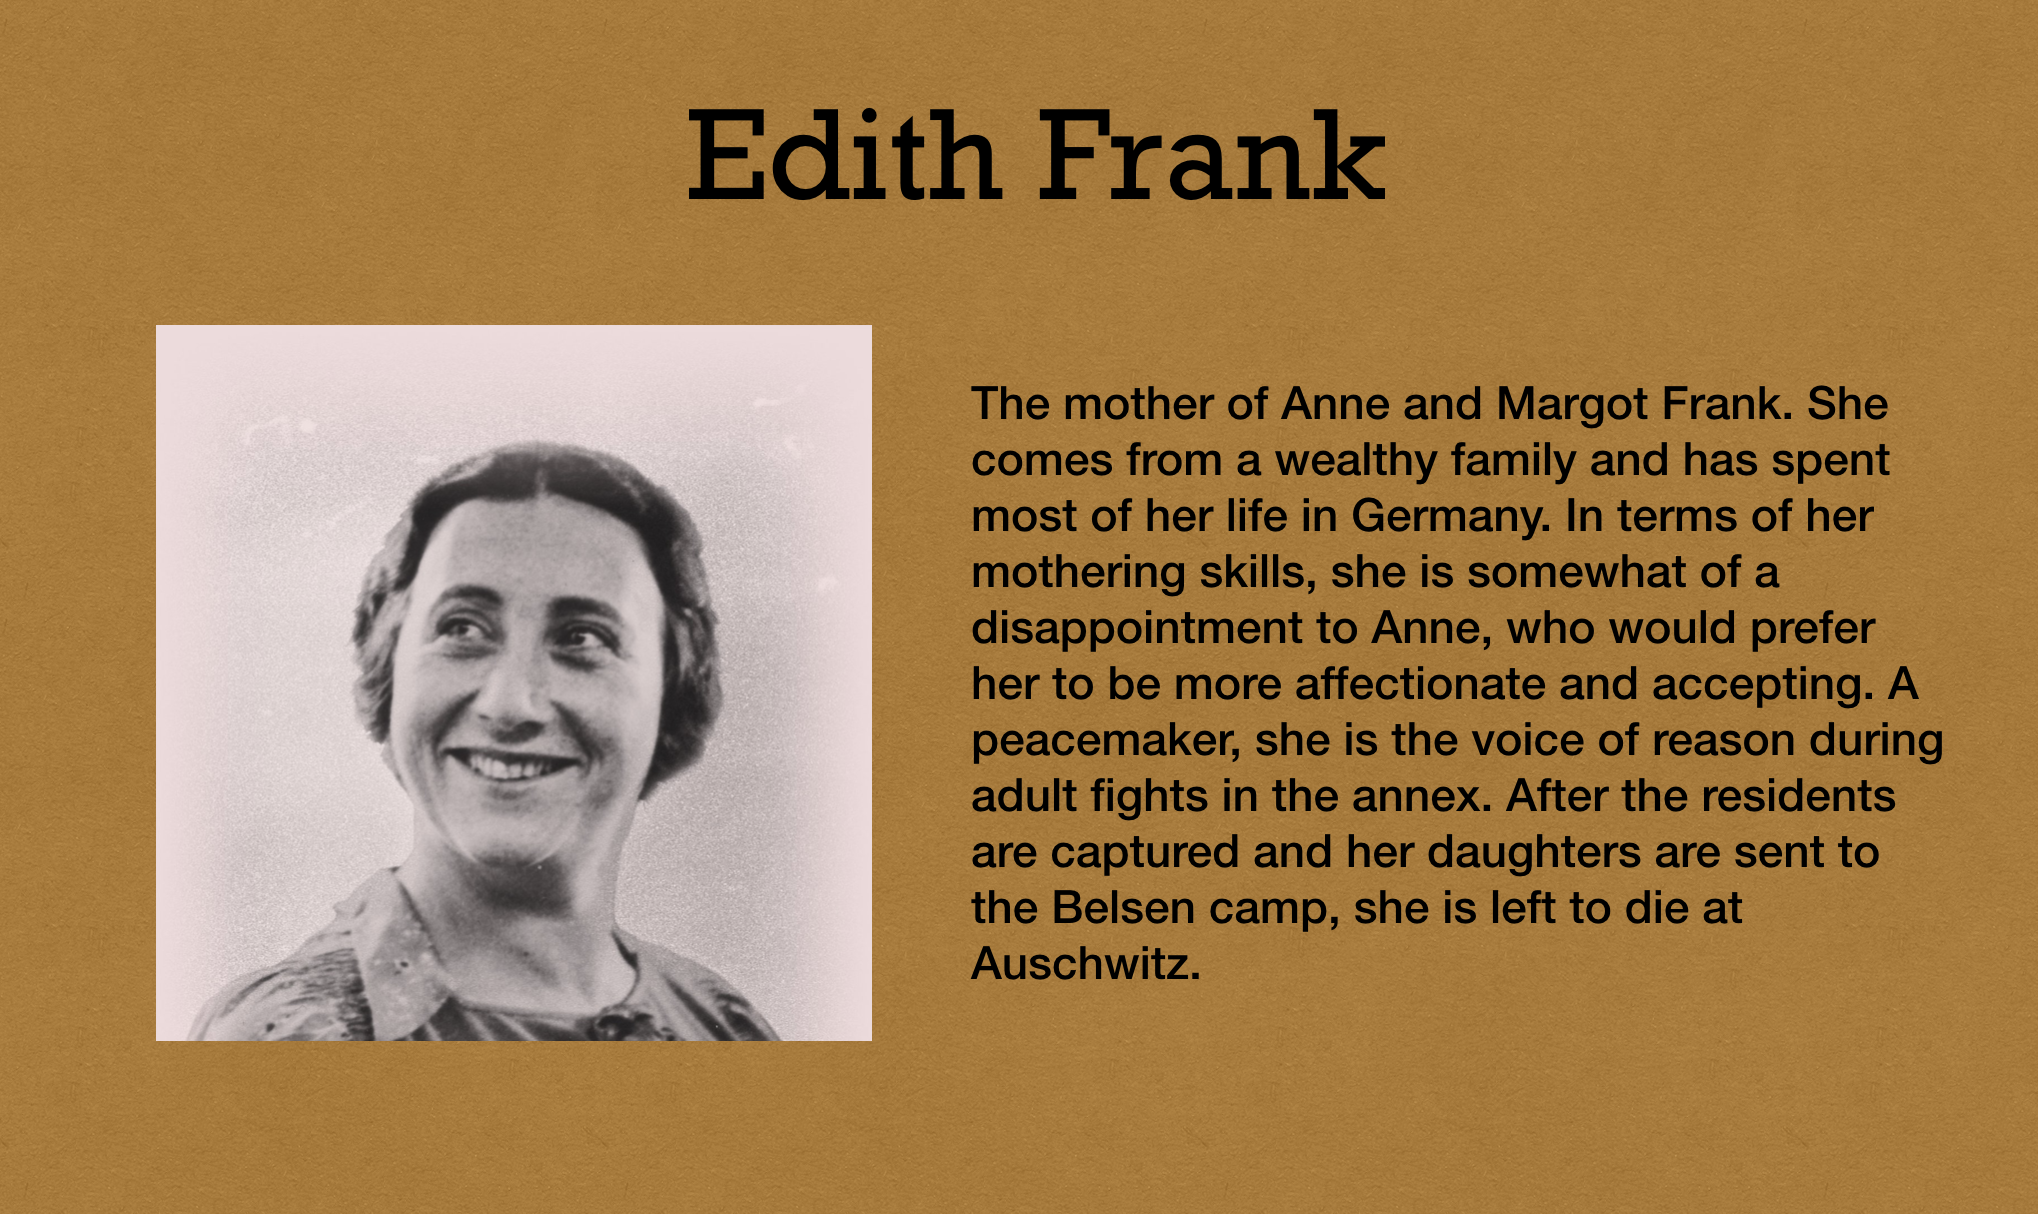 Edith Frank
The mother of Anne and Margot Frank. She
comes from a wealthy family and has spent
most of her life in Germany. In terms of her
mothering skills, she is somewhat of a
disappointment to Anne, who would prefer
her to be more affectionate and accepting. A
peacemaker, she is the voice of reason during
adult fights in the annex. After the residents
are captured and her daughters are sent to
the Belsen camp, she is left to die at
Auschwitz.